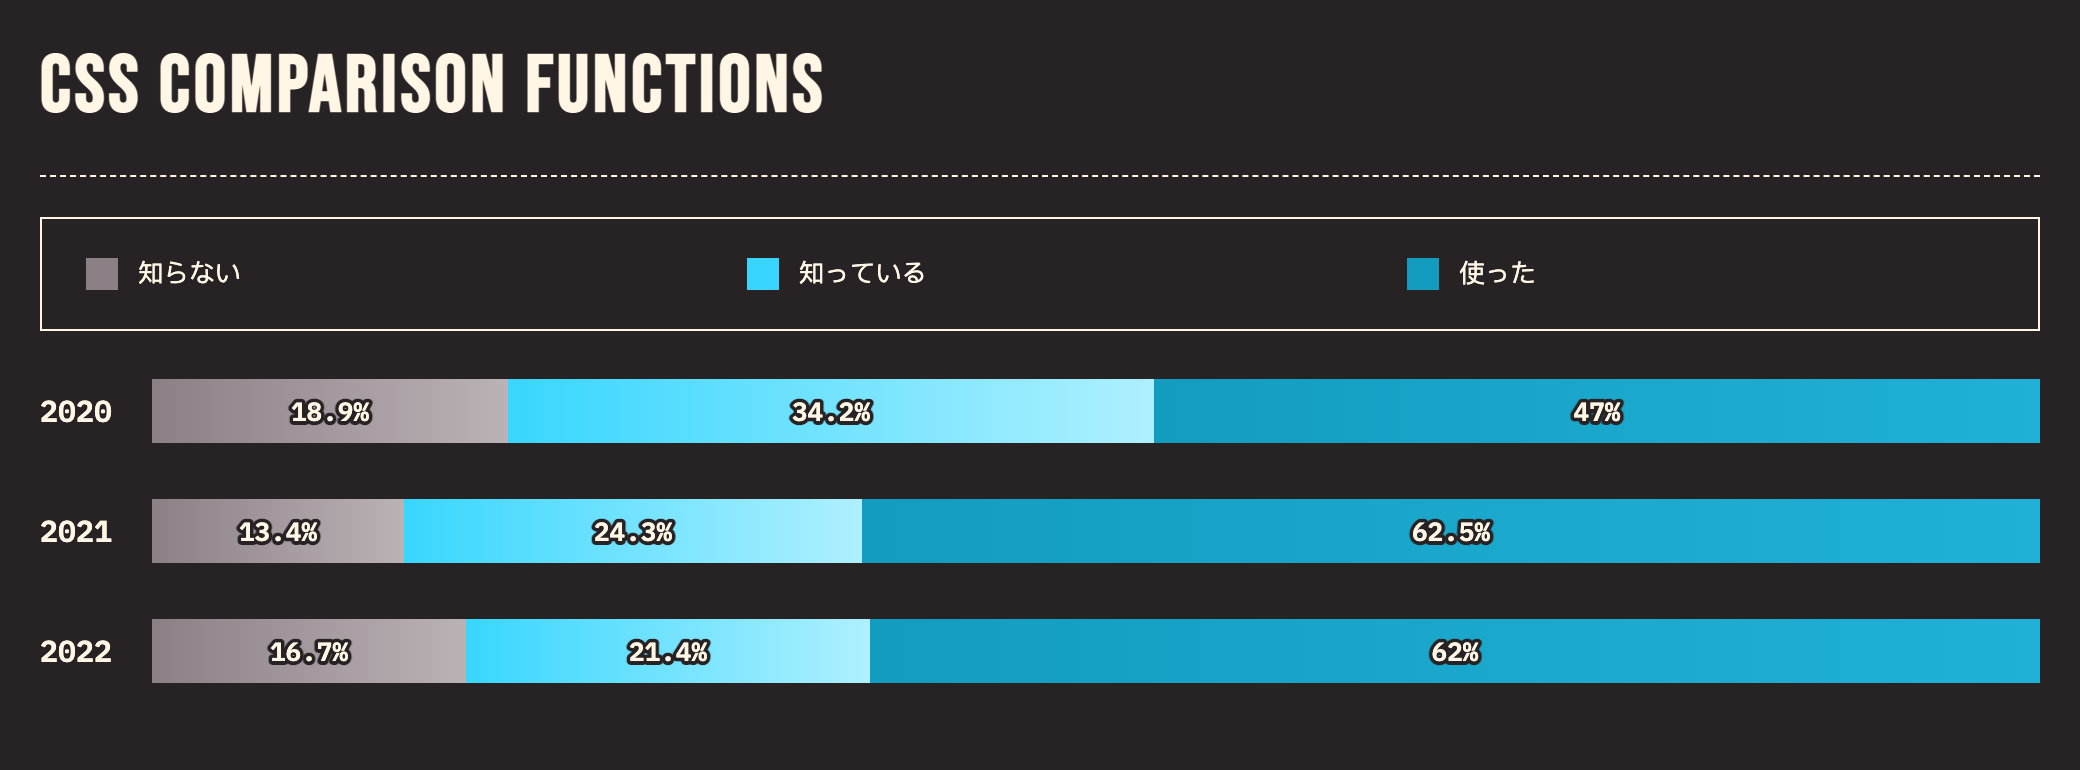 CSS COMPARISON FUNCTIONS
知らない 知っている 使った
2020 18.9% 34.2% 47%
2021 13.4% 24.3% 62.5%
2022 16.7% 21.4% 62%